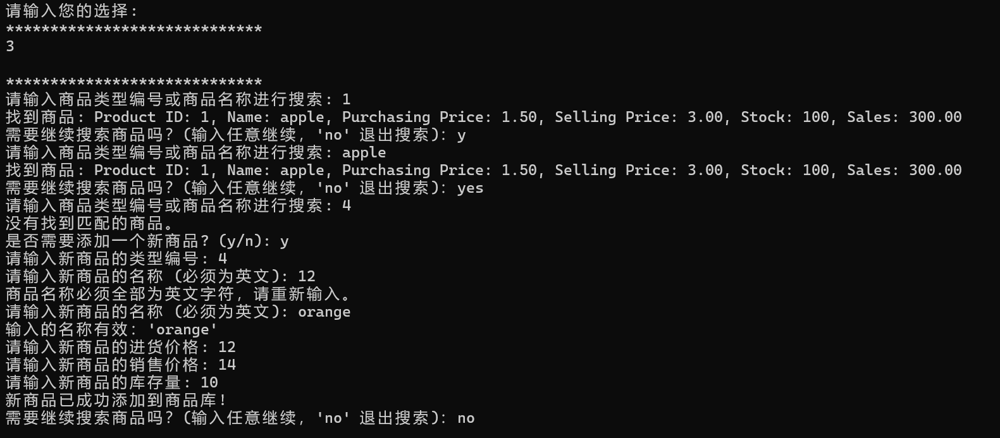 请输入您的选择:
*****************************
3
*****************************
请输入商品类型编号或商品名称进行搜索: 1
找到商品: Product ID: 1, Name: apple, Purchasing Price: 1.50, Selling Price: 3.00, Stock: 100, Sales: 300.00
需要继续搜索商品吗? (输入任意继续, 'no' 退出搜索): y
请输入商品类型编号或商品名称进行搜索: apple
找到商品: Product ID: 1, Name: apple, Purchasing Price: 1.50, Selling Price: 3.00, Stock: 100, Sales: 300.00
需要继续搜索商品吗? (输入任意继续, 'no' 退出搜索): yes
请输入商品类型编号或商品名称进行搜索: 4
没有找到匹配的商品。
是否需要添加一个新商品? (y/n): y
请输入新商品的类型编号: 4
请输入新商品的名称 (必须为英文): 12
商品名称必须全部为英文字符, 请重新输入。
请输入新商品的名称 (必须为英文): orange
输入的名称有效: 'orange'
请输入新商品的进货价格: 12
请输入新商品的销售价格: 14
请输入新商品的库存量: 10
新商品已成功添加到商品库!
需要继续搜索商品吗? (输入任意继续, 'no' 退出搜索): no